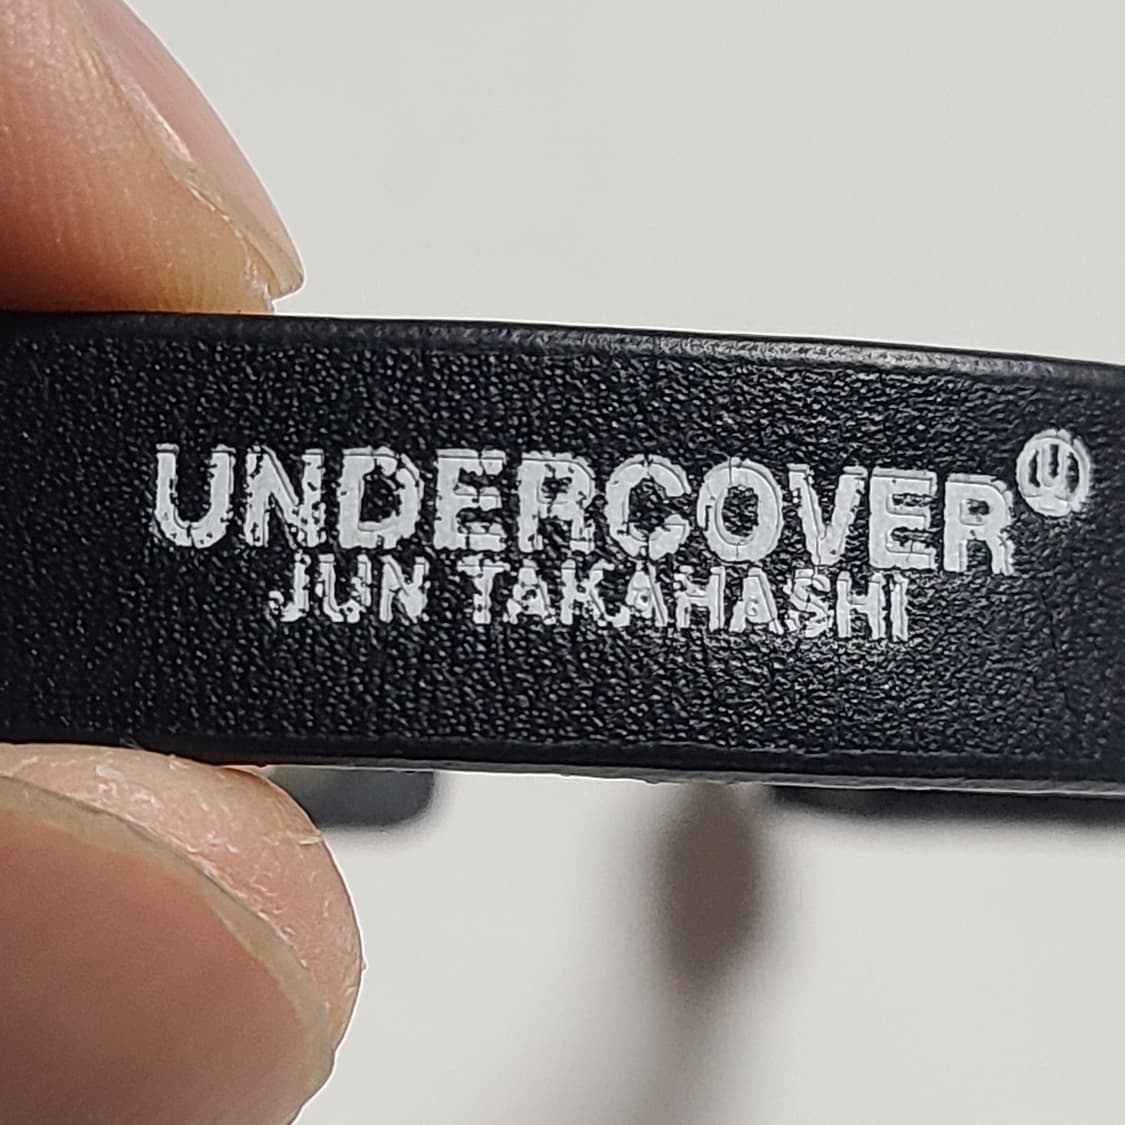 UNDERCOVER Ⓤ
JUN TAKAHASHI